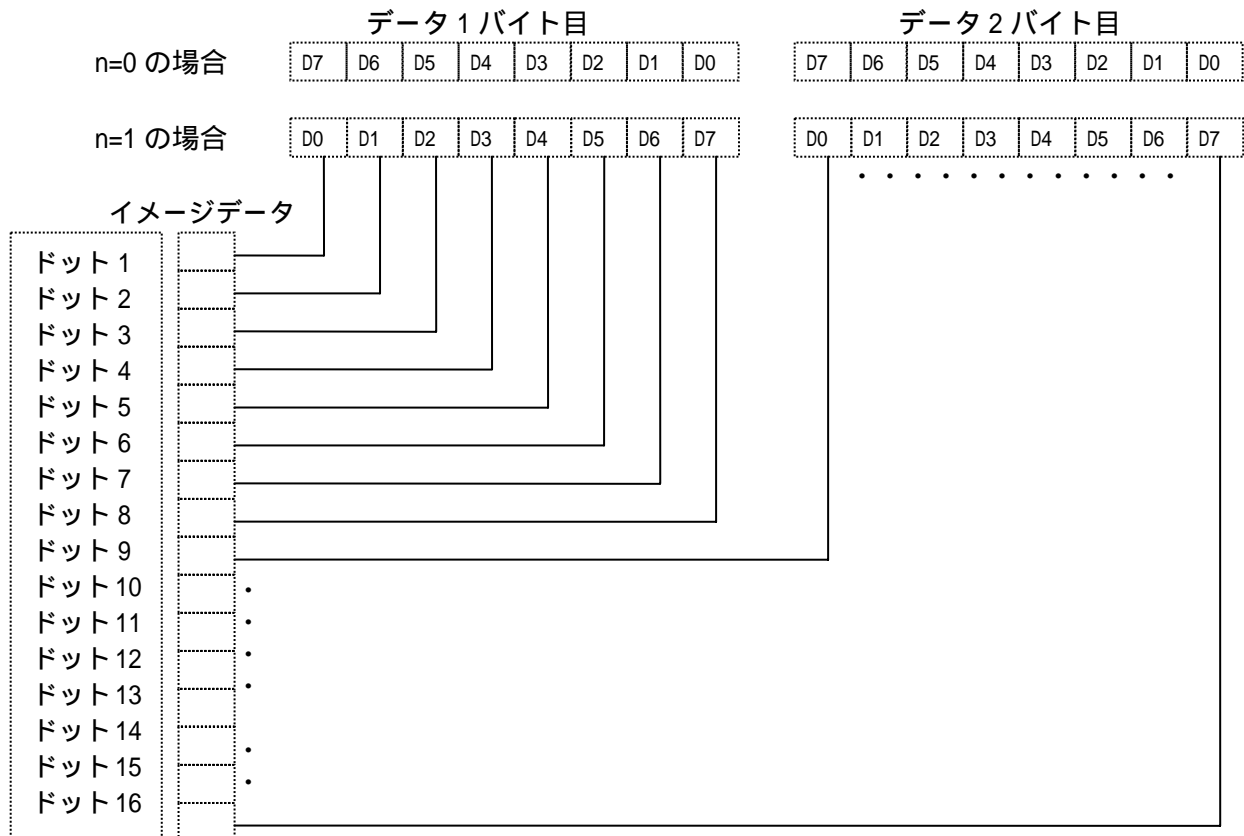 データ 1 バイト目 データ 2 バイト目
n=0 の場合 D7 D6 D5 D4 D3 D2 D1 D0 D7 D6 D5 D4 D3 D2 D1 D0
n=1 の場合 D0 D1 D2 D3 D4 D5 D6 D7 D0 D1 D2 D3 D4 D5 D6 D7
イメージデータ
ドット 1
ドット 2
ドット 3
ドット 4
ドット 5
ドット 6
ドット 7
ドット 8
ドット 9
ドット 10
ドット 11
ドット 12
ドット 13
ドット 14
ドット 15
ドット 16